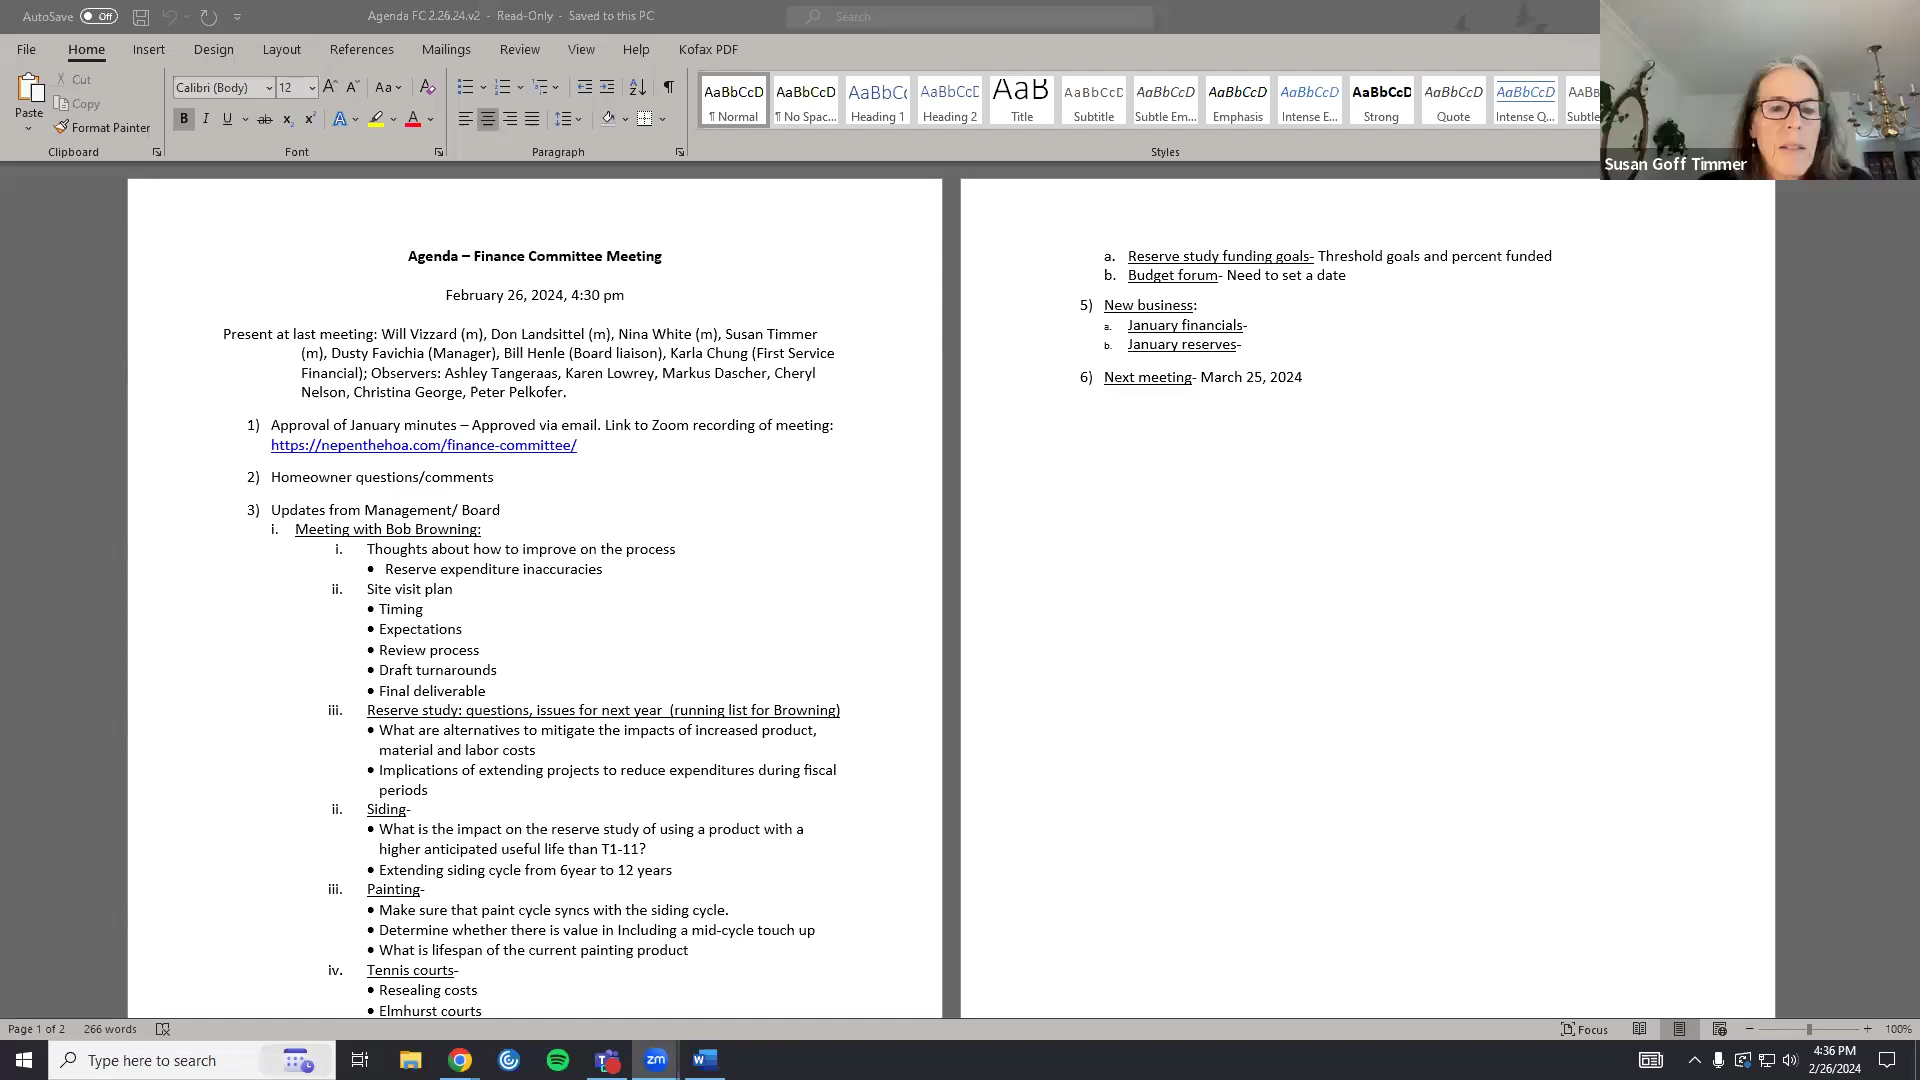 AutoSave Off Agenda FC 2.26.24.v2 - Read-Only - Saved to this PC Search
File Home Insert Design Layout References Mailings Review View Help Kofax PDF
Paste
Cut
Copy
Format Painter
Clipboard
Calibri (Body) 12
Font
Paragraph
AaBbCcD AaBbCcD AaBbCc AaBbCcD AaB AaBbCcD AaBbCcD AaBbCcD AaBbCcD AaBbCcD AaBbCcD AaBbCcD AaBb
¶ Normal ¶ No Spac... Heading 1 Heading 2 Title Subtitle Subtle Em... Emphasis Intense E... Strong Quote Intense Q... Subtle
Styles
Susan Goff Timmer
Agenda – Finance Committee Meeting
February 26, 2024, 4:30 pm
Present at last meeting: Will Vizzard (m), Don Landsittel (m), Nina White (m), Susan Timmer
(m), Dusty Favichia (Manager), Bill Henle (Board liaison), Karla Chung (First Service
Financial); Observers: Ashley Tangeraas, Karen Lowrey, Markus Dascher, Cheryl
Nelson, Christina George, Peter Pelkofer.
1) Approval of January minutes – Approved via email. Link to Zoom recording of meeting:
https://nepenthehoa.com/finance-committee/
2) Homeowner questions/comments
3) Updates from Management/ Board
i. Meeting with Bob Browning:
i. Thoughts about how to improve on the process
• Reserve expenditure inaccuracies
ii. Site visit plan
• Timing
• Expectations
• Review process
• Draft turnarounds
• Final deliverable
iii. Reserve study: questions, issues for next year (running list for Browning)
• What are alternatives to mitigate the impacts of increased product,
material and labor costs
• Implications of extending projects to reduce expenditures during fiscal
periods
ii. Siding-
• What is the impact on the reserve study of using a product with a
higher anticipated useful life than T1-11?
• Extending siding cycle from 6year to 12 years
iii. Painting-
• Make sure that paint cycle syncs with the siding cycle.
• Determine whether there is value in Including a mid-cycle touch up
• What is lifespan of the current painting product
iv. Tennis courts-
• Resealing costs
• Elmhurst courts
a. Reserve study funding goals- Threshold goals and percent funded
b. Budget forum- Need to set a date
5) New business:
a. January financials-
b. January reserves-
6) Next meeting- March 25, 2024
Page 1 of 2 266 words Focus 100%
Type here to search
4:36 PM
2/26/2024